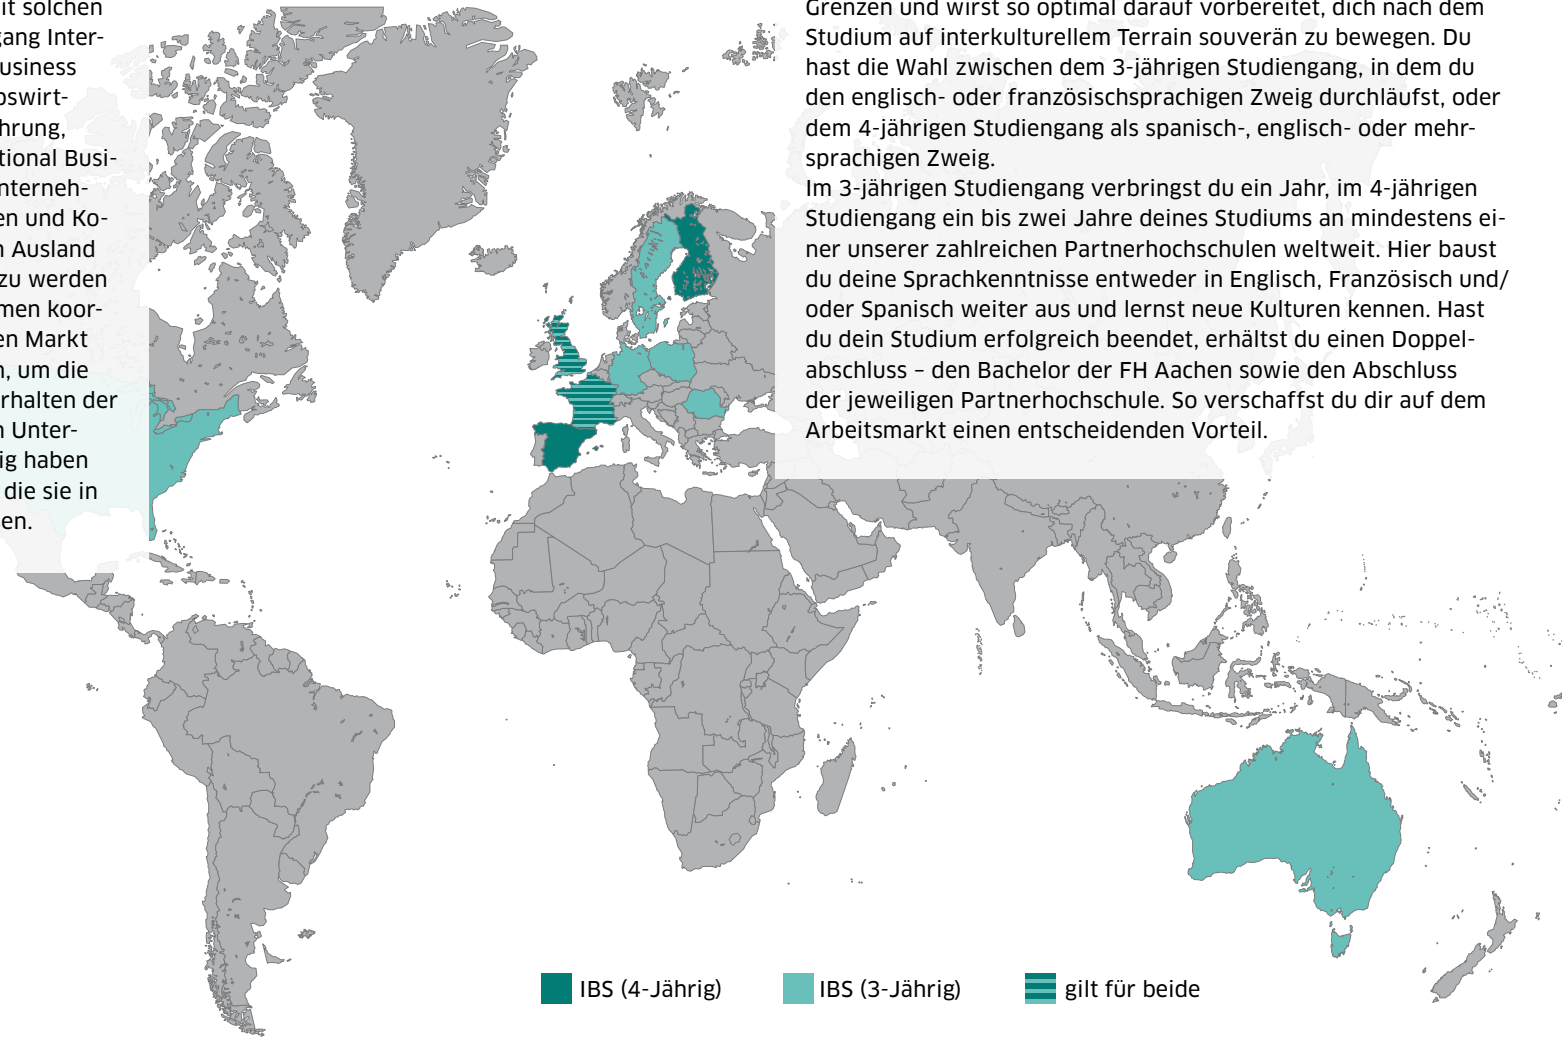 it solchen
gang Inter-
usiness
oswirt-
hrung,
tional Busi-
nterneh-
en und Ko-
n Ausland
zu werden
men koor-
en Markt
n, um die
rhalten der
n Unter-
ig haben
die sie in
en.
Grenzen und wirst so optimal darauf vorbereitet, dich nach dem
Studium auf interkulturellem Terrain souverän zu bewegen. Du
hast die Wahl zwischen dem 3-jährigen Studiengang, in dem du
den englisch- oder französischsprachigen Zweig durchläufst, oder
dem 4-jährigen Studiengang als spanisch-, englisch- oder mehr-
sprachigen Zweig.
Im 3-jährigen Studiengang verbringst du ein Jahr, im 4-jährigen
Studiengang ein bis zwei Jahre deines Studiums an mindestens ei-
ner unserer zahlreichen Partnerhochschulen weltweit. Hier baust
du deine Sprachkenntnisse entweder in Englisch, Französisch und/
oder Spanisch weiter aus und lernst neue Kulturen kennen. Hast
du dein Studium erfolgreich beendet, erhältst du einen Doppel-
abschluss – den Bachelor der FH Aachen sowie den Abschluss
der jeweiligen Partnerhochschule. So verschaffst du dir auf dem
Arbeitsmarkt einen entscheidenden Vorteil.
IBS (4-Jährig)
IBS (3-Jährig)
gilt für beide